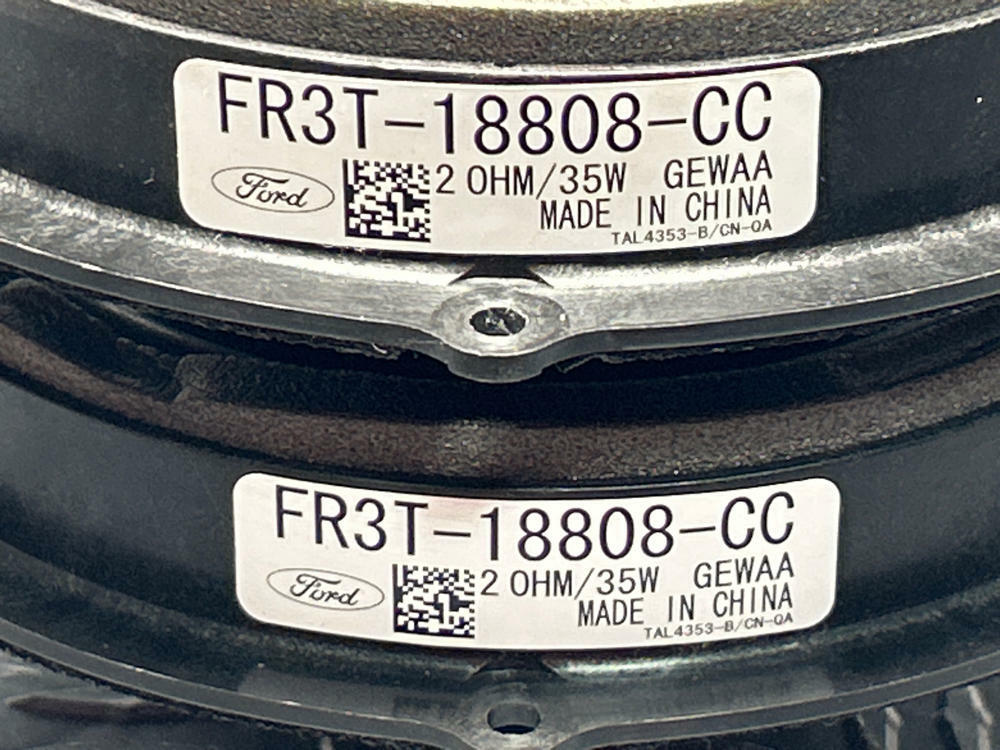 FR3T-18808-CC
Ford 2 OHM/35W GEWAA
MADE IN CHINA
TAL4353-B/CN-QA
FR3T-18808-CC
Ford 2 OHM/35W GEWAA
MADE IN CHINA
TAL4353-B/CN-QA